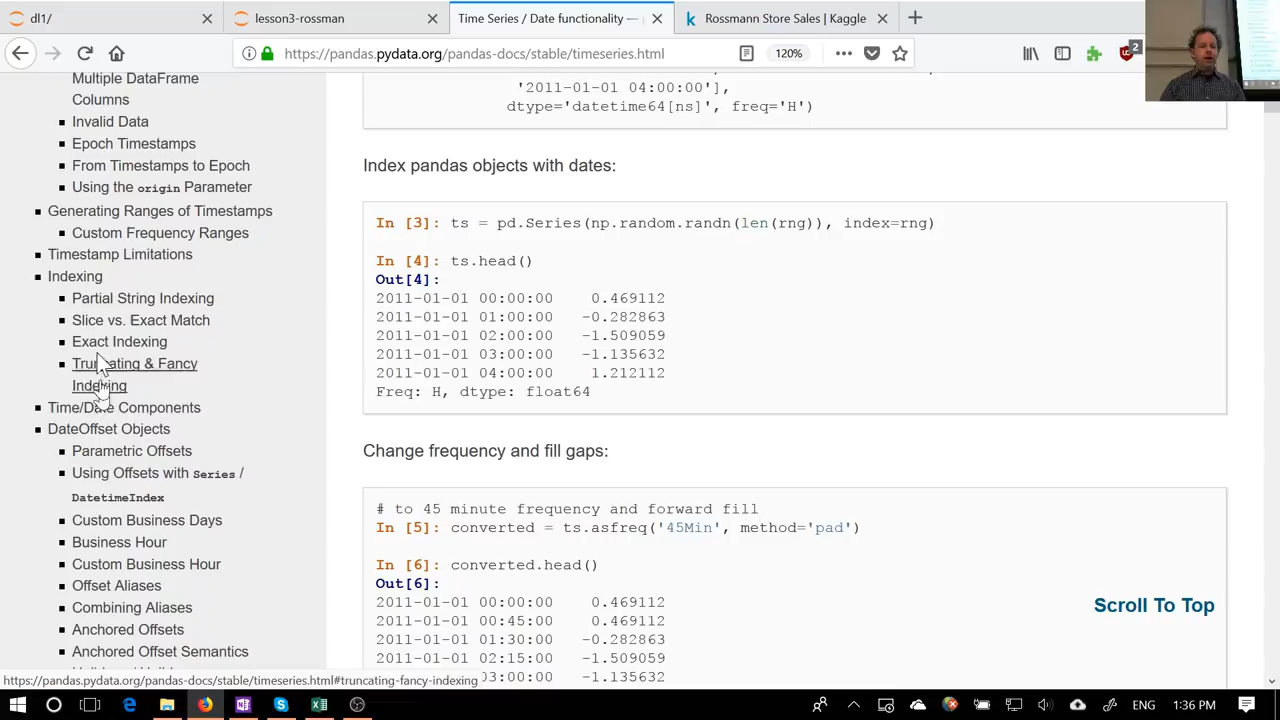 dl1/
lesson3-rossman
Time Series / Date functionality —
Rossmann Store Sales | Kaggle
https://pandas.pydata.org/pandas-docs/stable/timeseries.html
120%
2
Multiple DataFrame
Columns
Invalid Data
Epoch Timestamps
From Timestamps to Epoch
Using the origin Parameter
Generating Ranges of Timestamps
Custom Frequency Ranges
Timestamp Limitations
Indexing
Partial String Indexing
Slice vs. Exact Match
Exact Indexing
Truncating & Fancy
Indexing
Time/Date Components
DateOffset Objects
Parametric Offsets
Using Offsets with Series /
DatetimeIndex
Custom Business Days
Business Hour
Custom Business Hour
Offset Aliases
Combining Aliases
Anchored Offsets
Anchored Offset Semantics
'2011-01-01 04:00:00'],
dtype='datetime64[ns]', freq='H')
Index pandas objects with dates:
In [3]: ts = pd.Series(np.random.randn(len(rng)), index=rng)
In [4]: ts.head()
Out[4]:
2011-01-01 00:00:00    0.469112
2011-01-01 01:00:00   -0.282863
2011-01-01 02:00:00   -1.509059
2011-01-01 03:00:00   -1.135632
2011-01-01 04:00:00    1.212112
Freq: H, dtype: float64
Change frequency and fill gaps:
# to 45 minute frequency and forward fill
In [5]: converted = ts.asfreq('45Min', method='pad')
In [6]: converted.head()
Out[6]:
2011-01-01 00:00:00    0.469112
2011-01-01 00:45:00    0.469112
2011-01-01 01:30:00   -0.282863
2011-01-01 02:15:00   -1.509059
03:00:00   -1.135632
Scroll To Top
https://pandas.pydata.org/pandas-docs/stable/timeseries.html#truncating-fancy-indexing
ENG
1:36 PM